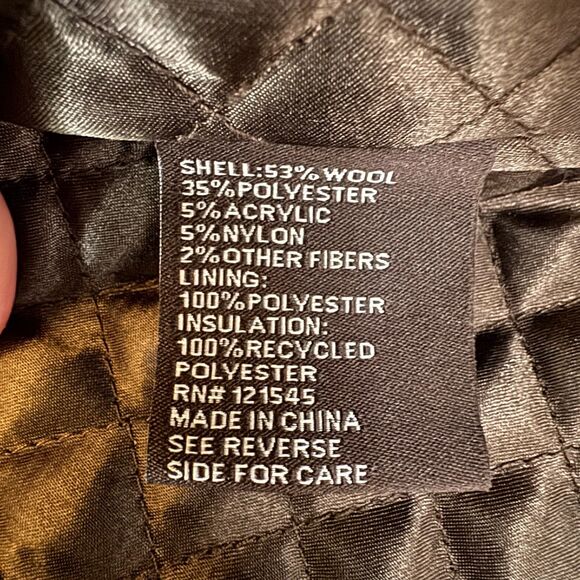 SHELL:53% WOOL
35%POLYESTER
5%ACRYLIC
5%NYLON
2%OTHER FIBERS
LINING:
100%POLYESTER
INSULATION:
100%RECYCLED
POLYESTER
RN# 121545
MADE IN CHINA
SEE REVERSE
SIDE FOR CARE